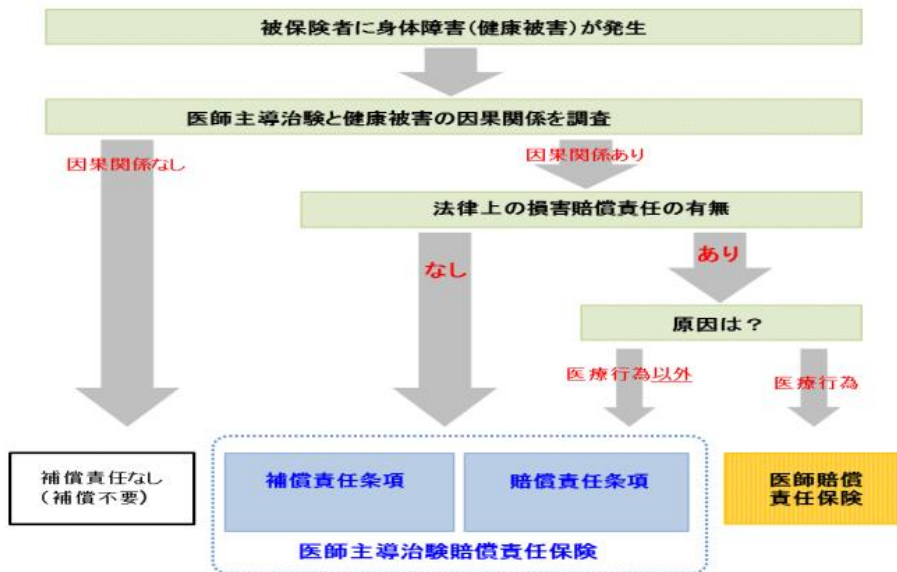 被保険者に身体障害(健康被害)が発生
医師主導治験と健康被害の因果関係を調査
因果関係なし
因果関係あり
法律上の損害賠償責任の有無
なし
あり
原因は？
医療行為以外
医療行為
補償責任なし
(補償不要)
補償責任条項
賠償責任条項
医師賠償
責任保険
医師主導治験賠償責任保険